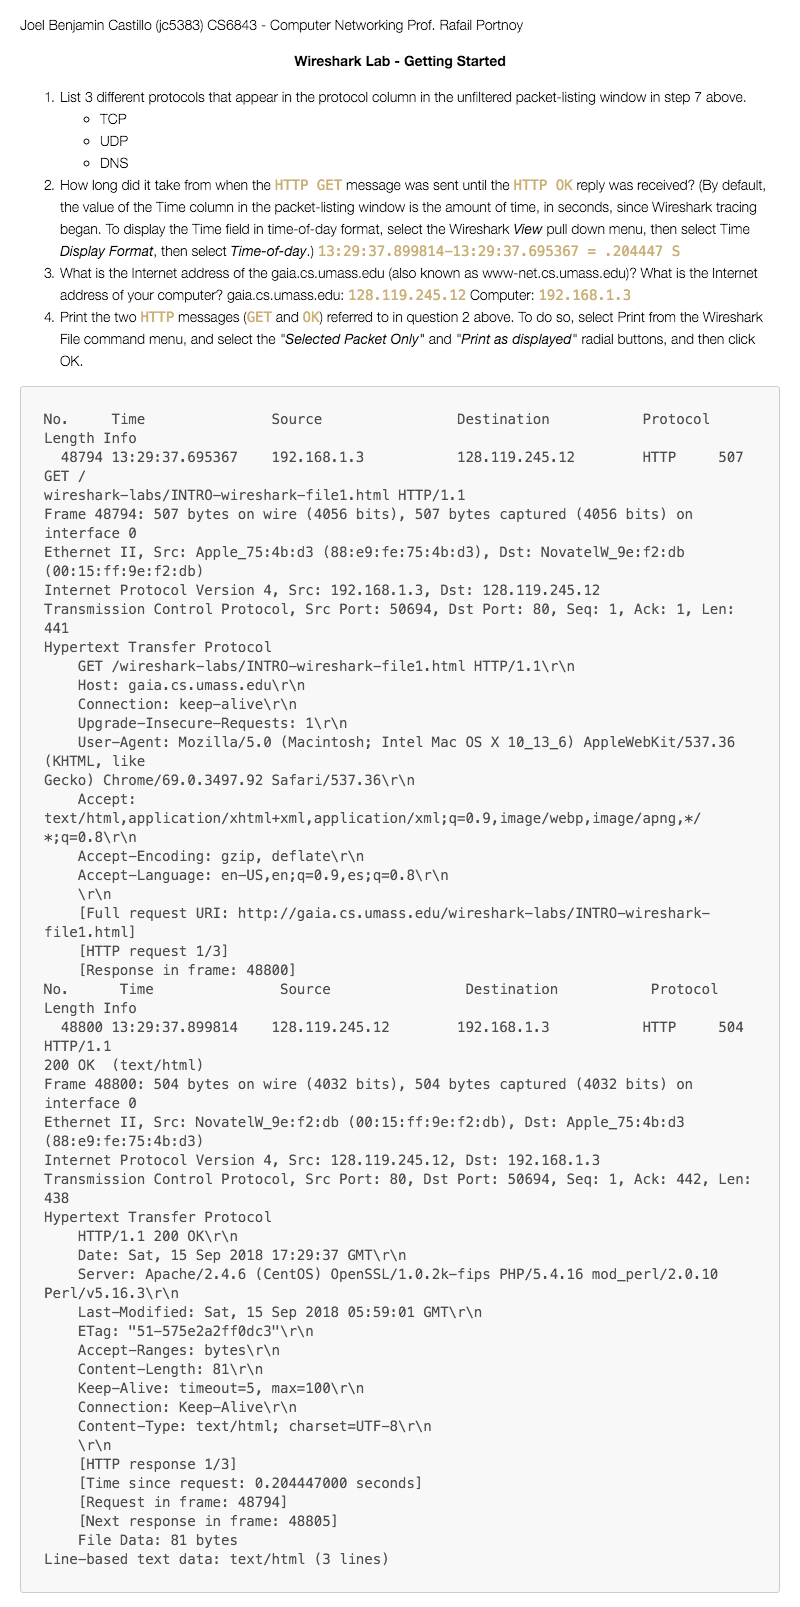 Joel Benjamin Castillo (jc5383) CS6843 - Computer Networking Prof. Rafail Portnoy
Wireshark Lab - Getting Started
1. List 3 different protocols that appear in the protocol column in the unfiltered packet-listing window in step 7 above.
TCP
UDP
DNS
2. How long did it take from when the HTTP GET message was sent until the HTTP OK reply was received? (By default,
the value of the Time column in the packet-listing window is the amount of time, in seconds, since Wireshark tracing
began. To display the Time field in time-of-day format, select the Wireshark View pull down menu, then select Time
Display Format, then select Time-of-day.) 13:29:37.899814-13:29:37.695367 = .204447 S
3. What is the Internet address of the gaia.cs.umass.edu (also known as www-net.cs.umass.edu)? What is the Internet
address of your computer? gaia.cs.umass.edu: 128.119.245.12 Computer: 192.168.1.3
4. Print the two HTTP messages (GET and OK) referred to in question 2 above. To do so, select Print from the Wireshark
File command menu, and select the "Selected Packet Only" and "Print as displayed" radial buttons, and then click
OK.
No. Time Source Destination Protocol
Length Info
48794 13:29:37.695367 192.168.1.3 128.119.245.12 HTTP 507
GET /
wireshark-labs/INTRO-wireshark-file1.html HTTP/1.1
Frame 48794: 507 bytes on wire (4056 bits), 507 bytes captured (4056 bits) on
interface 0
Ethernet II, Src: Apple_75:4b:d3 (88:e9:fe:75:4b:d3), Dst: NovatelW_9e:f2:db
(00:15:ff:9e:f2:db)
Internet Protocol Version 4, Src: 192.168.1.3, Dst: 128.119.245.12
Transmission Control Protocol, Src Port: 50694, Dst Port: 80, Seq: 1, Ack: 1, Len:
441
Hypertext Transfer Protocol
GET /wireshark-labs/INTRO-wireshark-file1.html HTTP/1.1\r\n
Host: gaia.cs.umass.edu\r\n
Connection: keep-alive\r\n
Upgrade-Insecure-Requests: 1\r\n
User-Agent: Mozilla/5.0 (Macintosh; Intel Mac OS X 10_13_6) AppleWebKit/537.36
(KHTML, like
Gecko) Chrome/69.0.3497.92 Safari/537.36\r\n
Accept:
text/html,application/xhtml+xml,application/xml;q=0.9,image/webp,image/apng,*/
*;q=0.8\r\n
Accept-Encoding: gzip, deflate\r\n
Accept-Language: en-US,en;q=0.9,es;q=0.8\r\n
\r\n
[Full request URI: http://gaia.cs.umass.edu/wireshark-labs/INTRO-wireshark-
file1.html]
[HTTP request 1/3]
[Response in frame: 48800]
No. Time Source Destination Protocol
Length Info
48800 13:29:37.899814 128.119.245.12 192.168.1.3 HTTP 504
HTTP/1.1
200 OK (text/html)
Frame 48800: 504 bytes on wire (4032 bits), 504 bytes captured (4032 bits) on
interface 0
Ethernet II, Src: NovatelW_9e:f2:db (00:15:ff:9e:f2:db), Dst: Apple_75:4b:d3
(88:e9:fe:75:4b:d3)
Internet Protocol Version 4, Src: 128.119.245.12, Dst: 192.168.1.3
Transmission Control Protocol, Src Port: 80, Dst Port: 50694, Seq: 1, Ack: 442, Len:
438
Hypertext Transfer Protocol
HTTP/1.1 200 OK\r\n
Date: Sat, 15 Sep 2018 17:29:37 GMT\r\n
Server: Apache/2.4.6 (CentOS) OpenSSL/1.0.2k-fips PHP/5.4.16 mod_perl/2.0.10
Perl/v5.16.3\r\n
Last-Modified: Sat, 15 Sep 2018 05:59:01 GMT\r\n
ETag: "51-575e2a2ff0dc3"\r\n
Accept-Ranges: bytes\r\n
Content-Length: 81\r\n
Keep-Alive: timeout=5, max=100\r\n
Connection: Keep-Alive\r\n
Content-Type: text/html; charset=UTF-8\r\n
\r\n
[HTTP response 1/3]
[Time since request: 0.204447000 seconds]
[Request in frame: 48794]
[Next response in frame: 48805]
File Data: 81 bytes
Line-based text data: text/html (3 lines)